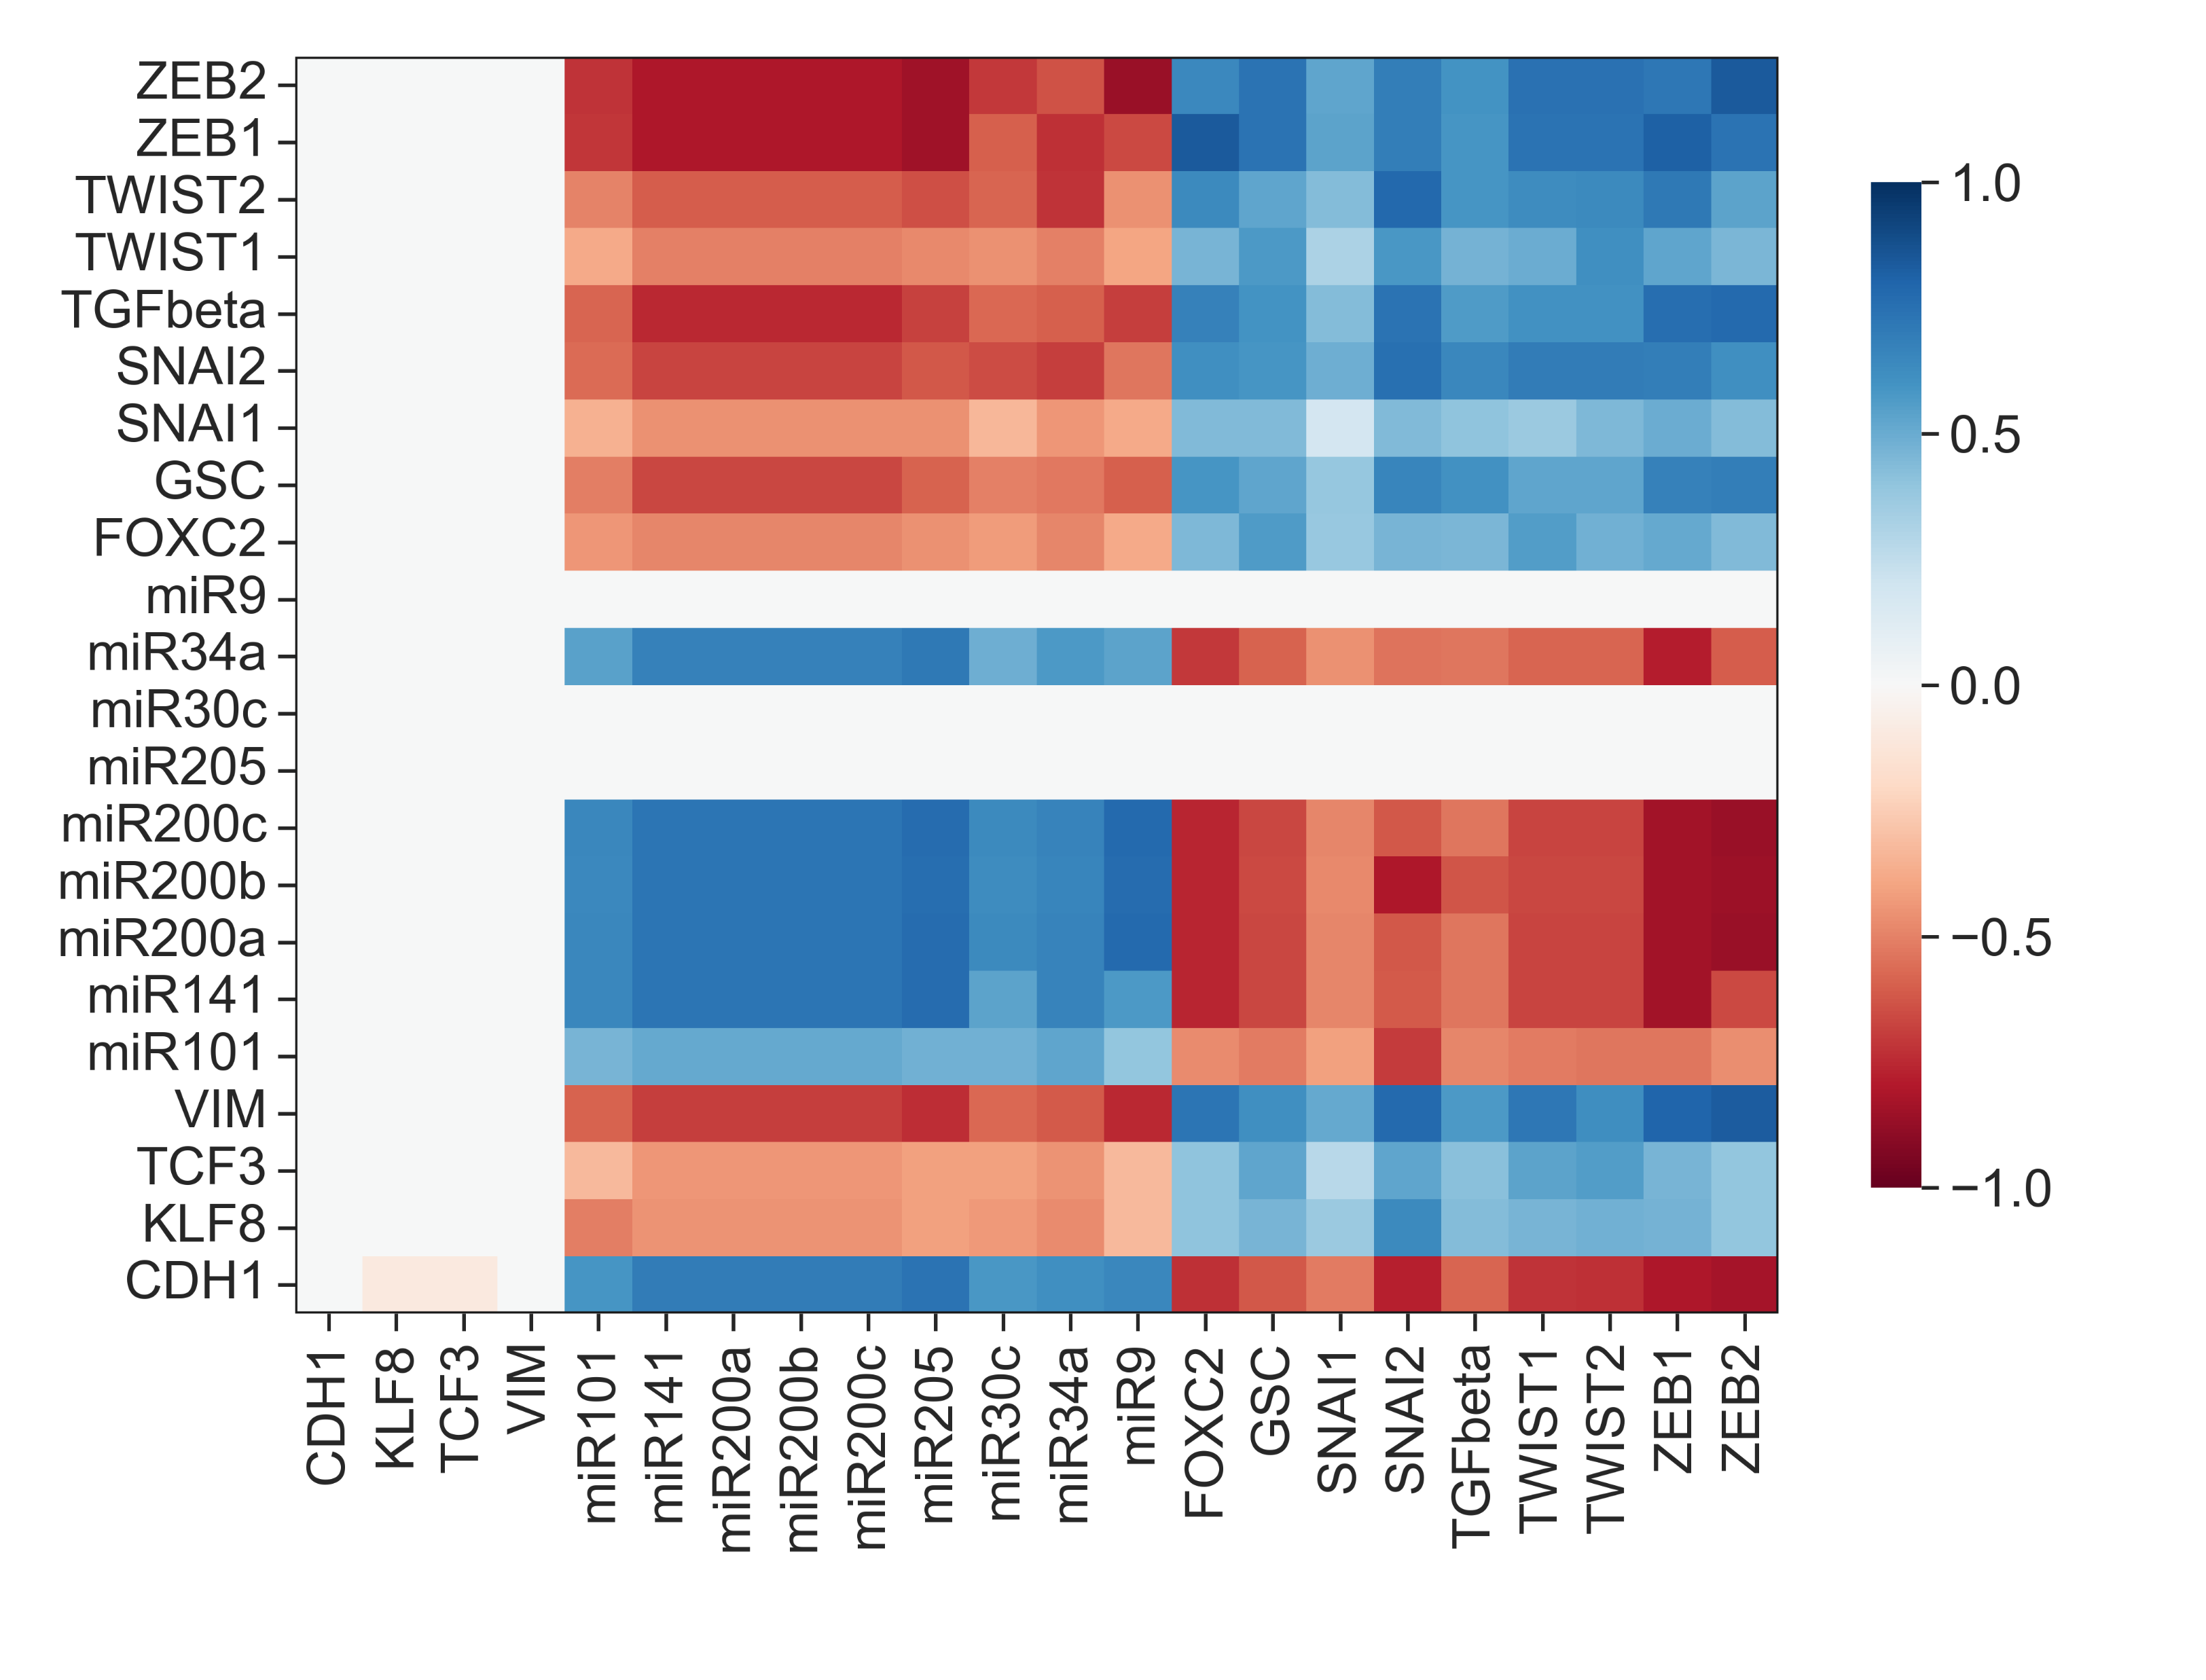 ZEB2
ZEB1
TWIST2
TWIST1
TGFbeta
SNAI2
SNAI1
GSC
FOXC2
miR9
miR34a
miR30c
miR205
miR200c
miR200b
miR200a
miR141
miR101
VIM
TCF3
KLF8
CDH1
CDH1
KLF8
TCF3
VIM
miR101
miR141
miR200a
miR200b
miR200c
miR205
miR30c
miR34a
miR9
FOXC2
GSC
SNAI1
SNAI2
TGFbeta
TWIST1
TWIST2
ZEB1
ZEB2
1.0
0.5
0.0
−0.5
−1.0